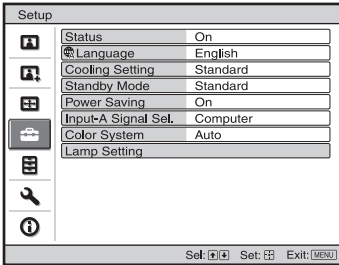 Setup
Status On
Language English
Cooling Setting Standard
Standby Mode Standard
Power Saving On
Input-A Signal Sel. Computer
Color System Auto
Lamp Setting
Sel: Set: Exit: MENU